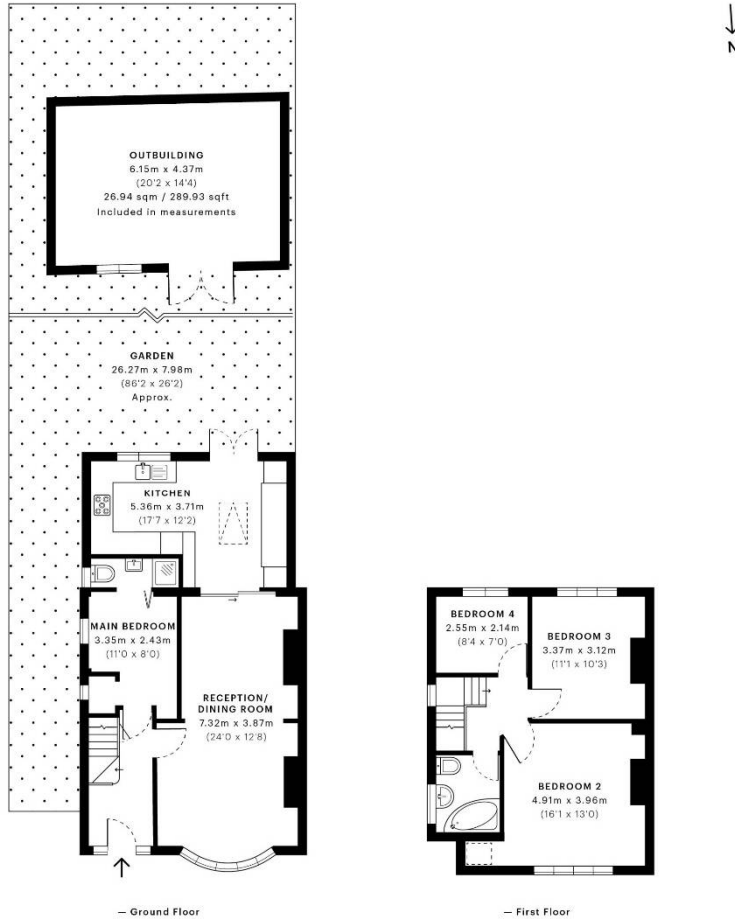 N
OUTBUILDING
6.15m x 4.37m
(20'2 x 14'4)
26.94 sqm / 289.93 sqft
Included in measurements
GARDEN
26.27m x 7.98m
(86'2 x 26'2)
Approx.
KITCHEN
5.36m x 3.71m
(17'7 x 12'2)
MAIN BEDROOM
3.35m x 2.43m
(11'0 x 8'0)
RECEPTION/
DINING ROOM
7.32m x 3.87m
(24'0 x 12'8)
BEDROOM 4
2.55m x 2.14m
(8'4 x 7'0)
BEDROOM 3
3.37m x 3.12m
(11'1 x 10'3)
BEDROOM 2
4.91m x 3.96m
(16'1 x 13'0)
— Ground Floor
— First Floor